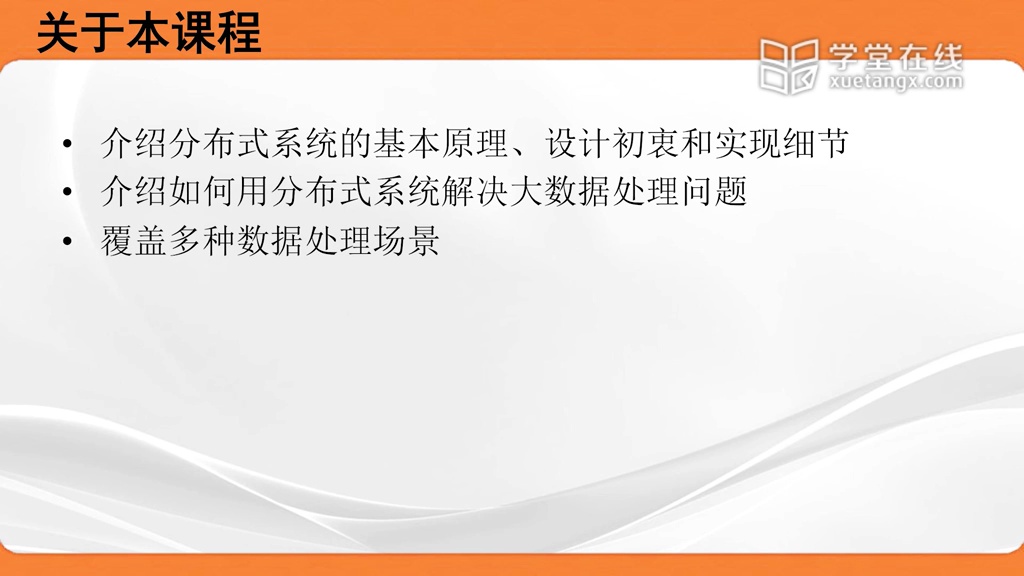 关于本课程
学堂在线
xuetangx.com
• 介绍分布式系统的基本原理、设计初衷和实现细节
• 介绍如何用分布式系统解决大数据处理问题
• 覆盖多种数据处理场景